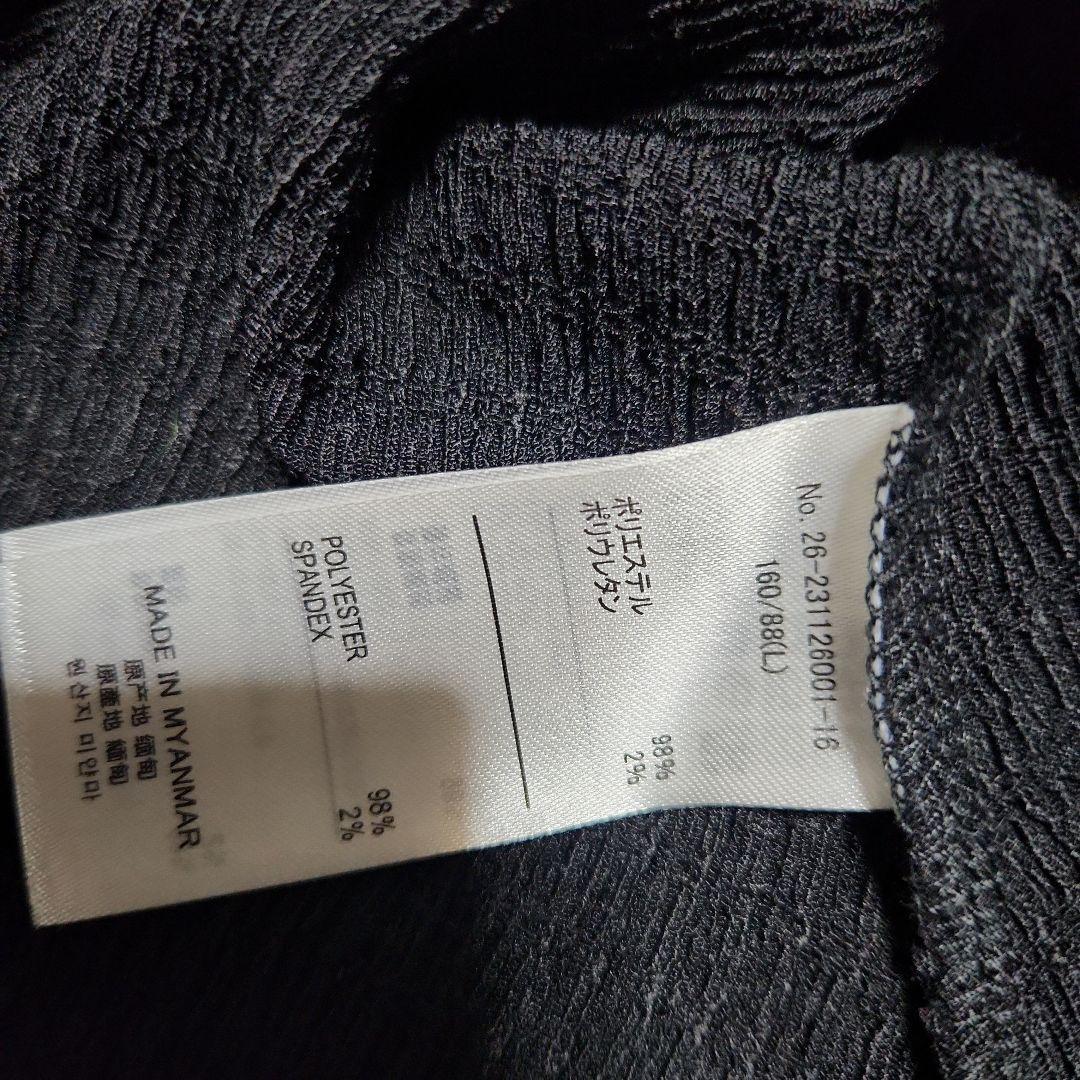 No. 26-231126001-16
160/88(L)
ポリエステル 98%
ポリウレタン 2%
POLYESTER 98%
SPANDEX 2%
MADE IN MYANMAR
原产地 缅甸
原產地 緬甸
원산지 미얀마